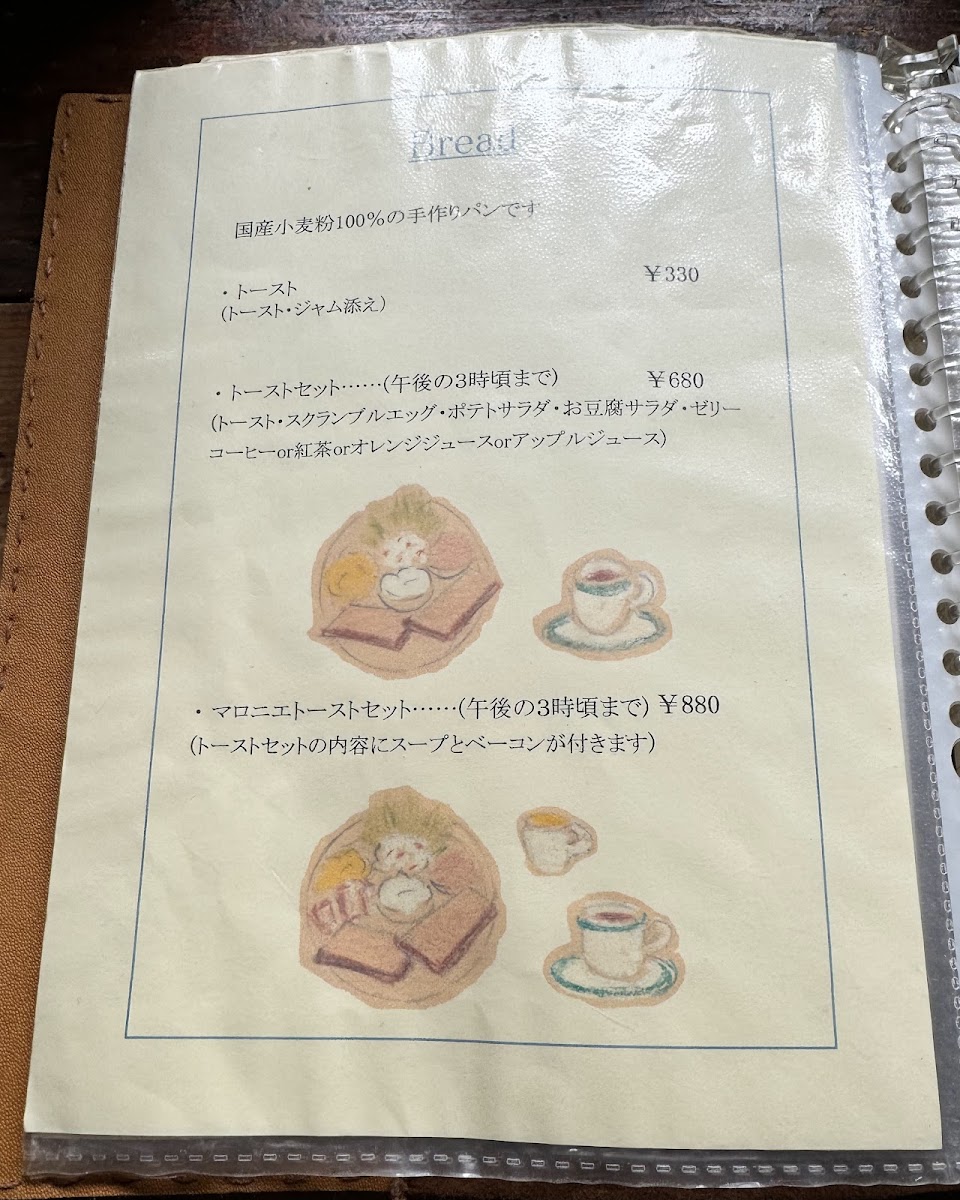 Bread
国産小麦粉100%の手作りパンです
・トースト ￥330
(トースト・ジャム添え)
・トーストセット……(午後の3時頃まで) ￥680
(トースト・スクランブルエッグ・ポテトサラダ・お豆腐サラダ・ゼリー
コーヒーor紅茶orオレンジジュースorアップルジュース)
・マロニエトーストセット……(午後の3時頃まで) ￥880
(トーストセットの内容にスープとベーコンが付きます)